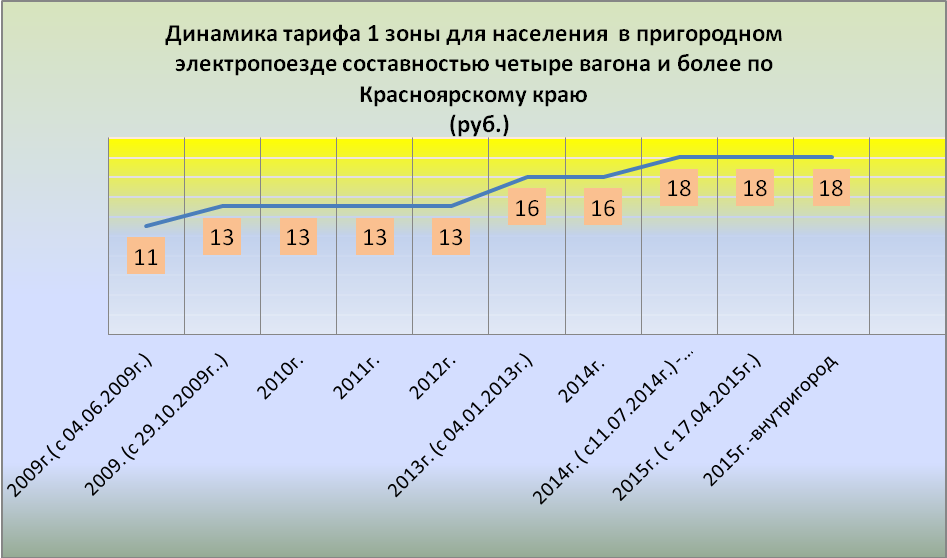 Динамика тарифа 1 зоны для населения  в пригородном
электропоезде составностью четыре вагона и более по
Красноярскому краю
(руб.)
11
13
13
13
13
16
16
18
18
18
2009г.(с 04.06.2009г.)
2009. (с 29.10.2009г..)
2010г.
2011г.
2012г.
2013г. (с 04.01.2013г.)
2014г.
2014г. ( с11.07.2014г.)-...
2015г. ( с 17.04.2015г.)
2015г. -внутригород